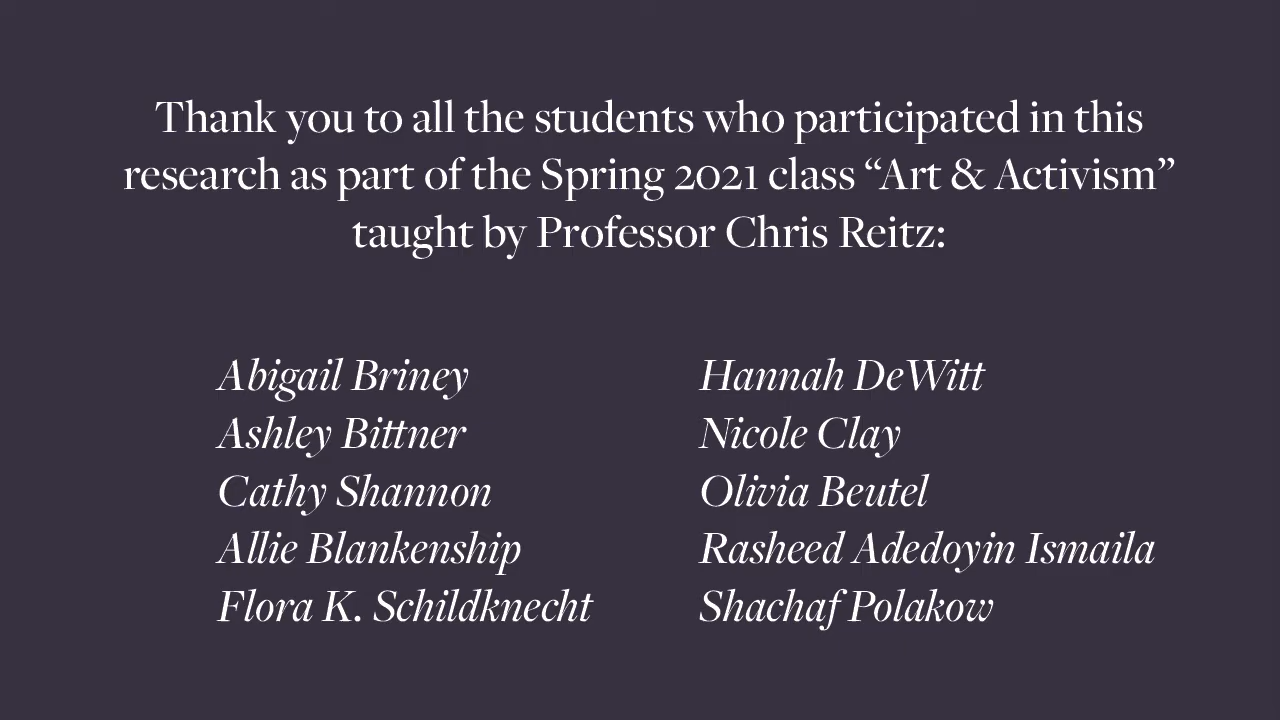 Thank you to all the students who participated in this
research as part of the Spring 2021 class “Art & Activism”
taught by Professor Chris Reitz:
Abigail Briney
Ashley Bittner
Cathy Shannon
Allie Blankenship
Flora K. Schildknecht
Hannah DeWitt
Nicole Clay
Olivia Beutel
Rasheed Adedoyin Ismaila
Shachaf Polakow